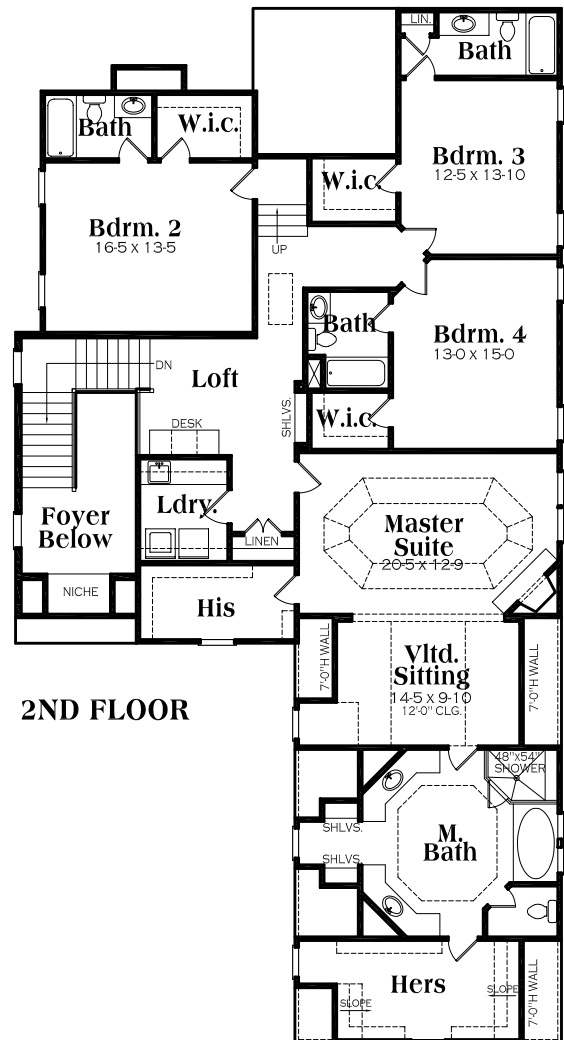 LIN.
Bath
Bath
W.i.c.
Bdrm. 3
12-5 x 13-10
W.i.c.
Bdrm. 2
16-5 x 13-5
UP
Bath
Bdrm. 4
13-0 x 15-0
DN
Loft
SHLVS.
W.i.c.
DESK
Ldry.
Foyer
Below
LINEN
Master
Suite
20-5 x 12-9
NICHE
His
7'-0"H WALL
Vltd.
Sitting
14-5 x 9-10
12'-0" CLG.
7'-0"H WALL
2ND FLOOR
48"x54"
SHOWER
SHLVS.
M.
Bath
SHLVS.
Hers
SLOPE
SLOPE
7'-0"H WALL